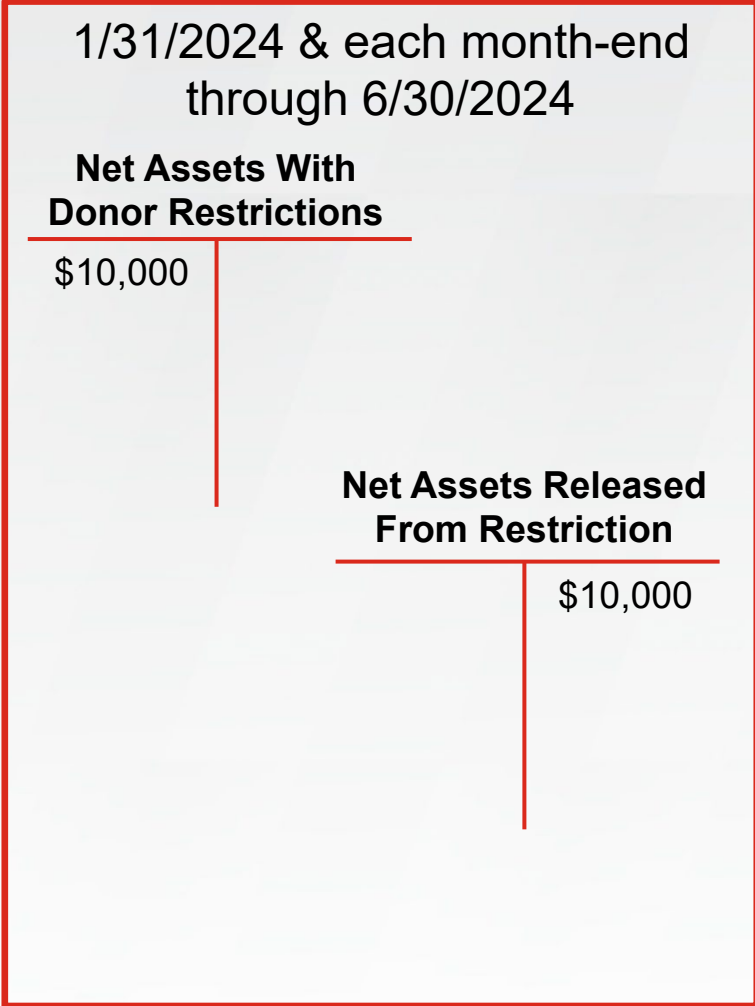 1/31/2024 & each month-end
through 6/30/2024
Net Assets With
Donor Restrictions
$10,000
Net Assets Released
From Restriction
$10,000